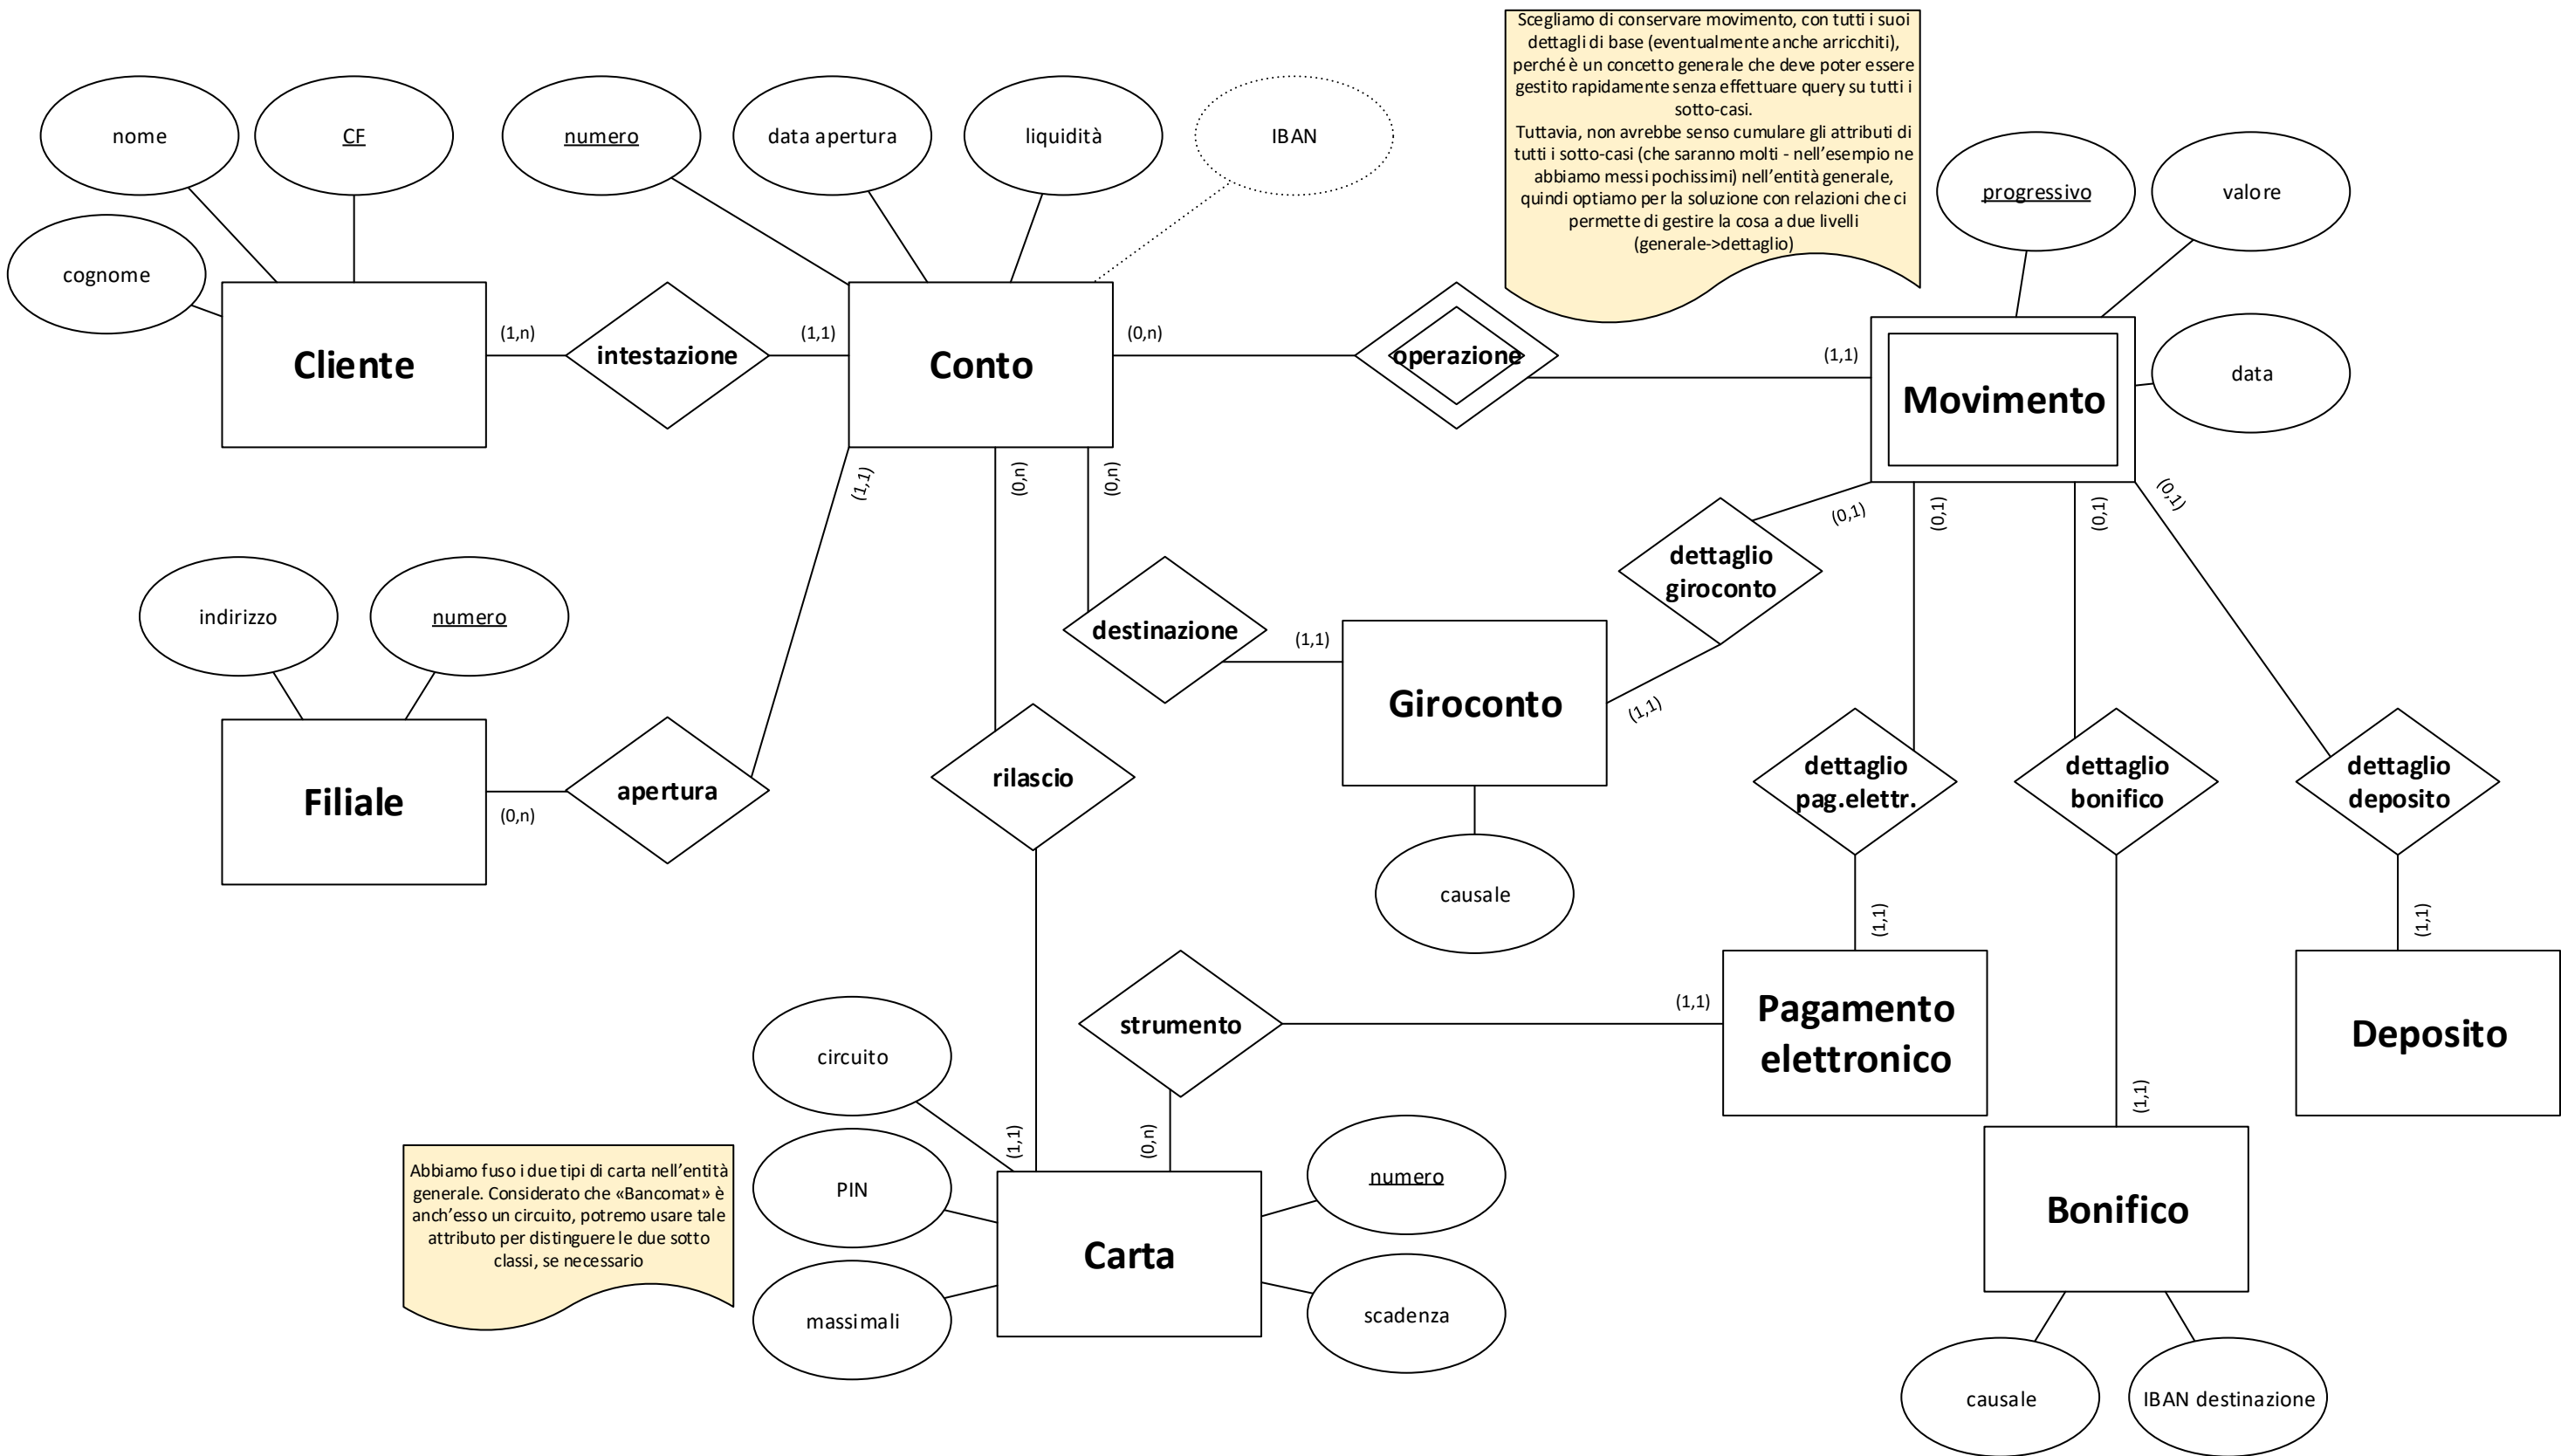 Scegliamo di conservare movimento, con tutti i suoi
dettagli di base (eventualmente anche arricchiti),
perché è un concetto generale che deve poter essere
gestito rapidamente senza effettuare query su tutti i
sotto-casi.
Tuttavia, non avrebbe senso cumulare gli attributi di
tutti i sotto-casi (che saranno molti - nell'esempio ne
abbiamo messi pochissimi) nell'entità generale,
quindi optiamo per la soluzione con relazioni che ci
permette di gestire la cosa a due livelli
(generale->dettaglio)
nome
CF
numero
data apertura
liquidità
IBAN
progressivo
valore
cognome
data
Cliente
(1,n)
intestazione
(1,1)
Conto
(0,n)
operazione
(1,1)
Movimento
(1,1)
(0,n)
(0,n)
(0,1)
(0,1)
(0,1)
(0,1)
dettaglio
giroconto
indirizzo
numero
destinazione
(1,1)
Giroconto
(1,1)
Filiale
(0,n)
apertura
rilascio
dettaglio
pag.elettr.
dettaglio
bonifico
dettaglio
deposito
causale
(1,1)
(1,1)
strumento
(1,1)
Pagamento
elettronico
Deposito
circuito
(1,1)
(0,n)
(1,1)
Abbiamo fuso i due tipi di carta nell'entità
generale. Considerato che «Bancomat» è
anch'esso un circuito, potremo usare tale
attributo per distinguere le due sotto
classi, se necessario
PIN
numero
Carta
Bonifico
massimali
scadenza
causale
IBAN destinazione